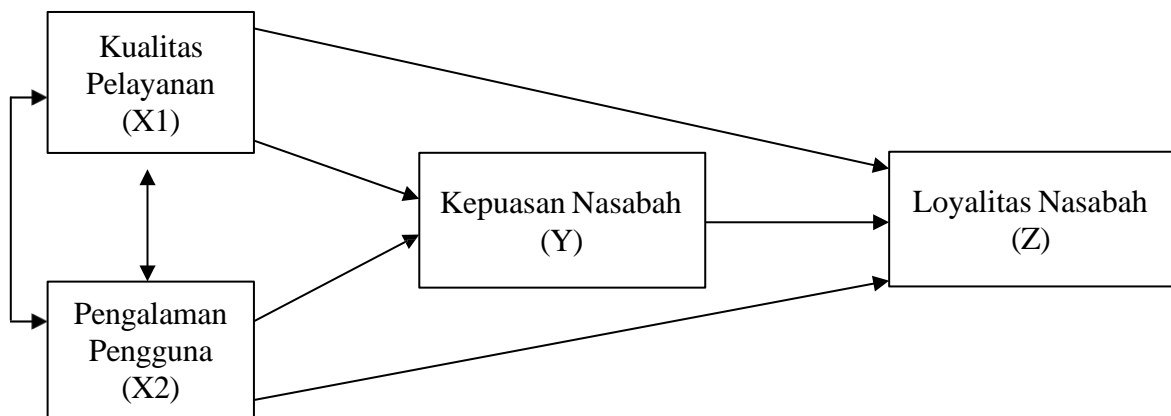 Kualitas
Pelayanan
(X1)
Kepuasan Nasabah
(Y)
Loyalitas Nasabah
(Z)
Pengalaman
Pengguna
(X2)